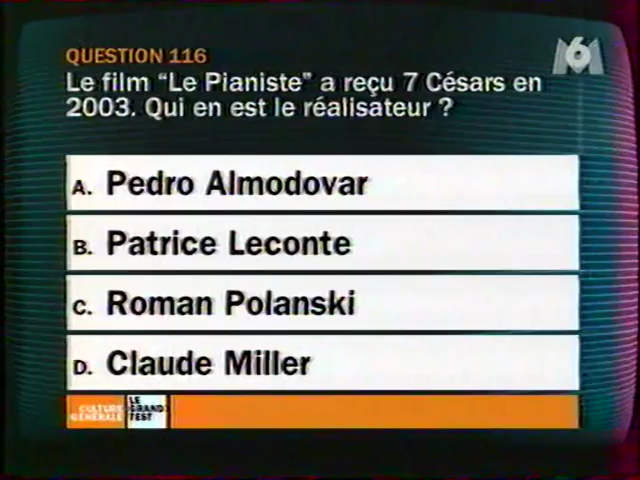 QUESTION 116
M6
Le film “Le Pianiste” a reçu 7 Césars en
2003. Qui en est le réalisateur ?
A. Pedro Almodovar
B. Patrice Leconte
C. Roman Polanski
D. Claude Miller
CULTURE
GÉNÉRALE
LE
GRAND
TEST